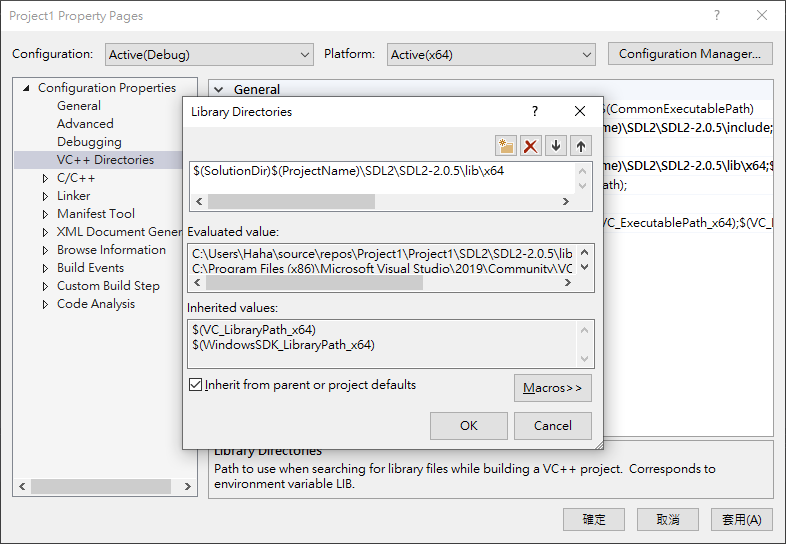 Project1 Property Pages
Configuration: Active(Debug) Platform: Active(x64) Configuration Manager...
Configuration Properties
General
Advanced
Debugging
VC++ Directories
C/C++
Linker
Manifest Tool
XML Document Gener
Browse Information
Build Events
Custom Build Step
Code Analysis
General
$(CommonExecutablePath)
me)\SDL2\SDL2-2.0.5\include;
me)\SDL2\SDL2-2.0.5\lib\x64;$
ath);
VC_ExecutablePath_x64);$(VC_
Library Directories
$(SolutionDir)$(ProjectName)\SDL2\SDL2-2.0.5\lib\x64
Evaluated value:
C:\Users\Haha\source\repos\Project1\Project1\SDL2\SDL2-2.0.5\lib
C:\Program Files (x86)\Microsoft Visual Studio\2019\Community\VC
Inherited values:
$(VC_LibraryPath_x64)
$(WindowsSDK_LibraryPath_x64)
Inherit from parent or project defaults
Macros>>
OK Cancel
Library Directories
Path to use when searching for library files while building a VC++ project. Corresponds to
environment variable LIB.
確定 取消 套用(A)